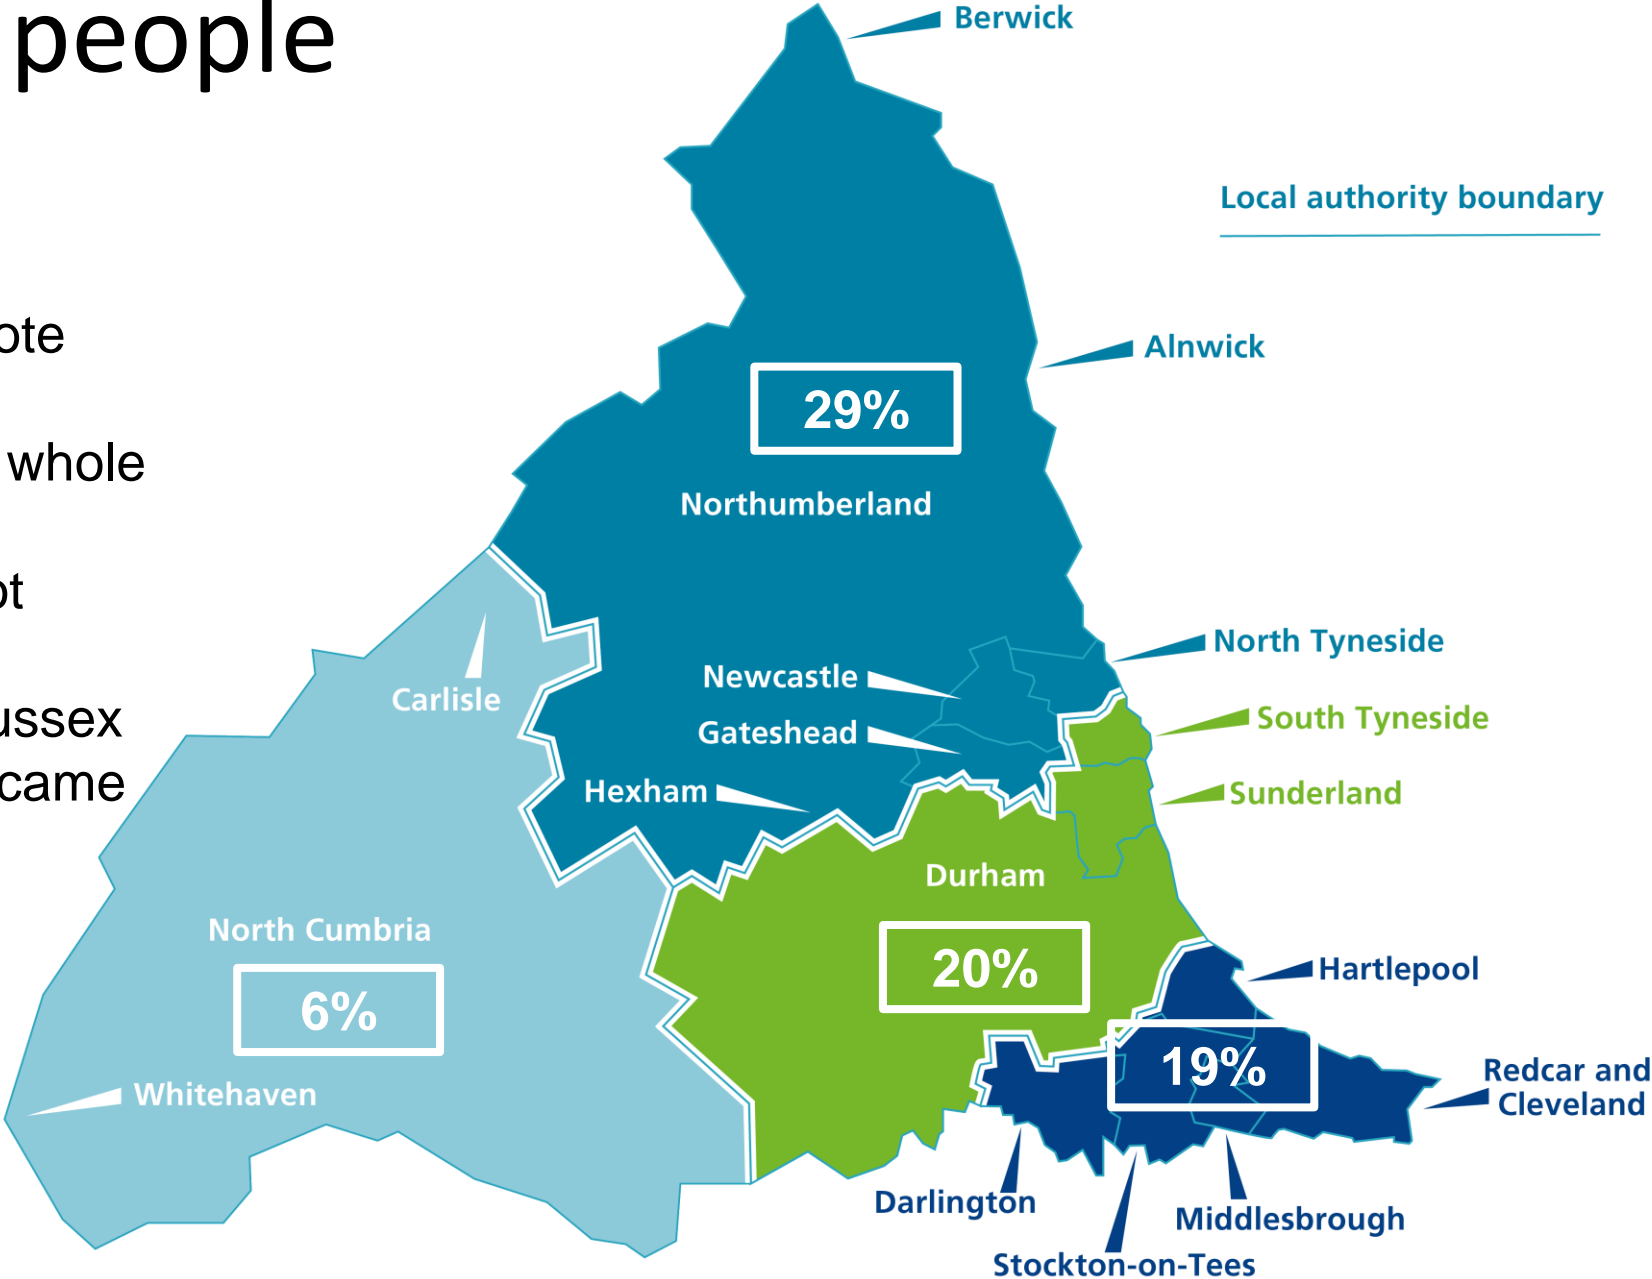 people
Berwick
Local authority boundary
ote
Alnwick
29%
whole
Northumberland
ot
North Tyneside
Newcastle
Carlisle
ussex
South Tyneside
Gateshead
came
Hexham
Sunderland
Durham
North Cumbria
20%
Hartlepool
6%
19%
Redcar and
Cleveland
Whitehaven
Darlington
Middlesbrough
Stockton-on-Tees